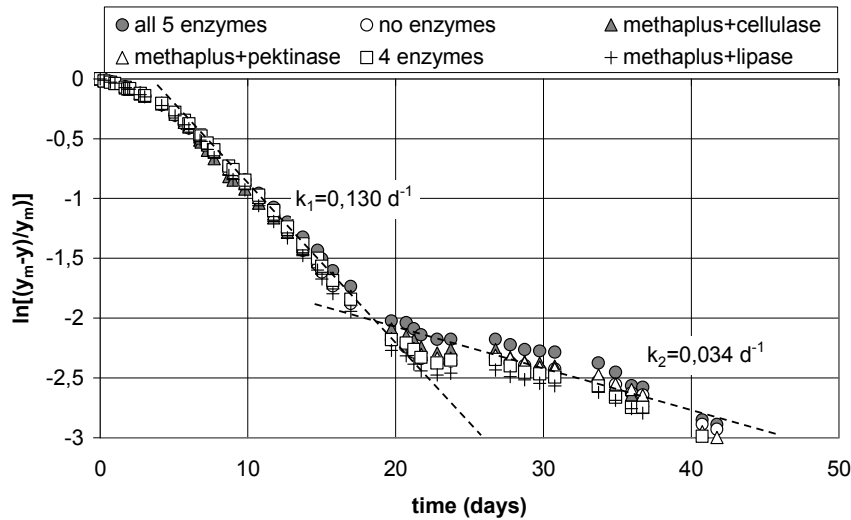 all 5 enzymes no enzymes methaplus+cellulase
methaplus+pektinase 4 enzymes methaplus+lipase
0
-0,5
-1
-1,5
-2
-2,5
-3
ln[(yₘ-y)/yₘ)]
k₁=0,130 d⁻¹
k₂=0,034 d⁻¹
0 10 20 30 40 50
time (days)